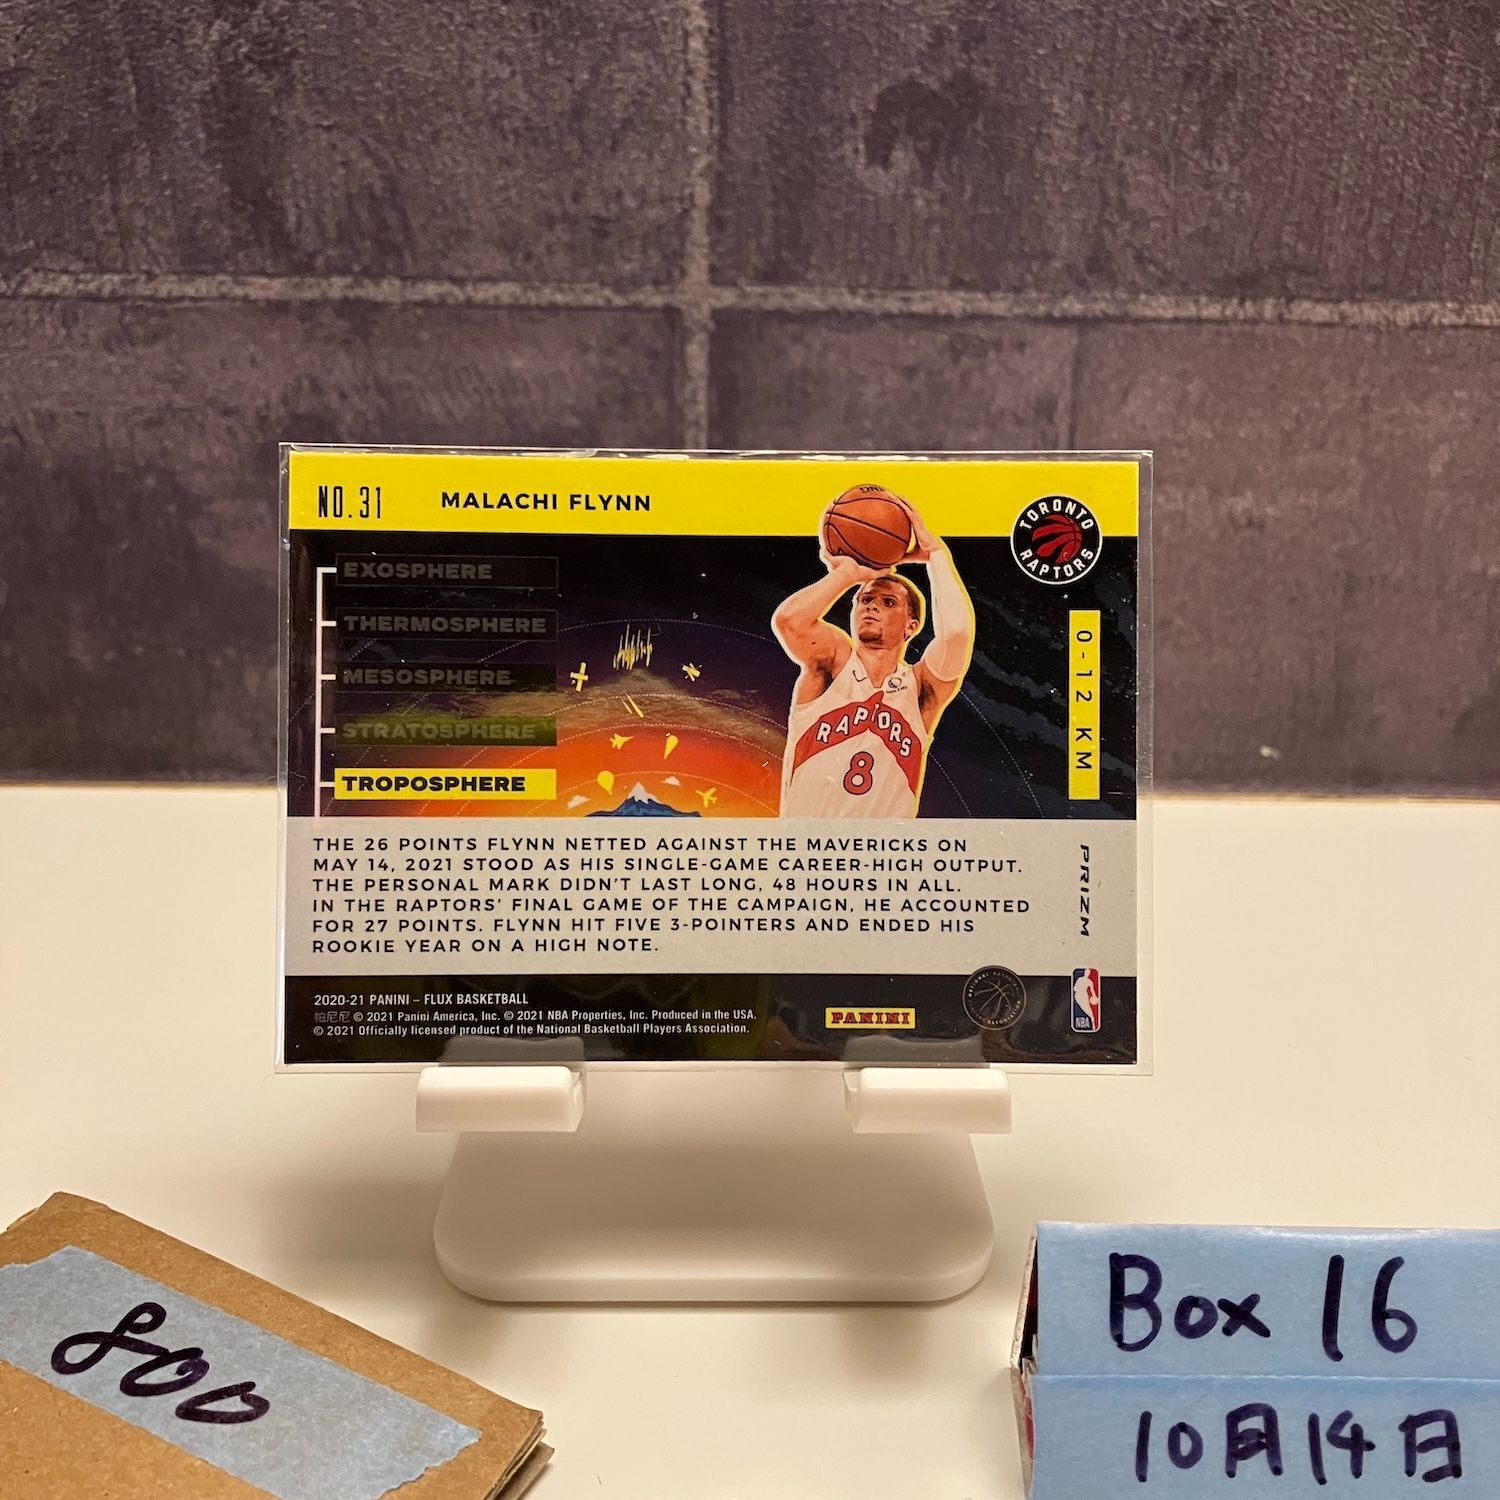 NO.31
MALACHI FLYNN
TORONTO
RAPTORS
EXOSPHERE
THERMOSPHERE
MESOSPHERE
STRATOSPHERE
TROPOSPHERE
RAPTORS
8
0-12 KM
THE 26 POINTS FLYNN NETTED AGAINST THE MAVERICKS ON
MAY 14, 2021 STOOD AS HIS SINGLE-GAME CAREER-HIGH OUTPUT.
THE PERSONAL MARK DIDN'T LAST LONG, 48 HOURS IN ALL.
IN THE RAPTORS' FINAL GAME OF THE CAMPAIGN, HE ACCOUNTED
FOR 27 POINTS. FLYNN HIT FIVE 3-POINTERS AND ENDED HIS
ROOKIE YEAR ON A HIGH NOTE.
PRIZM
2020-21 PANINI – FLUX BASKETBALL
帕尼尼 © 2021 Panini America, Inc. © 2021 NBA Properties, Inc. Produced in the USA.
© 2021 Officially licensed product of the National Basketball Players Association.
PANINI
NBA
800
Box 16
10月14日